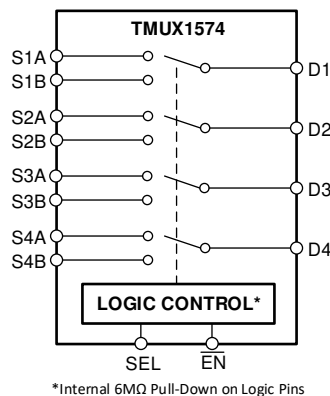 TMUX1574
S1A
S1B
D1
S2A
S2B
D2
S3A
S3B
D3
S4A
S4B
D4
LOGIC CONTROL*
SEL
EN
*Internal 6MΩ Pull-Down on Logic Pins